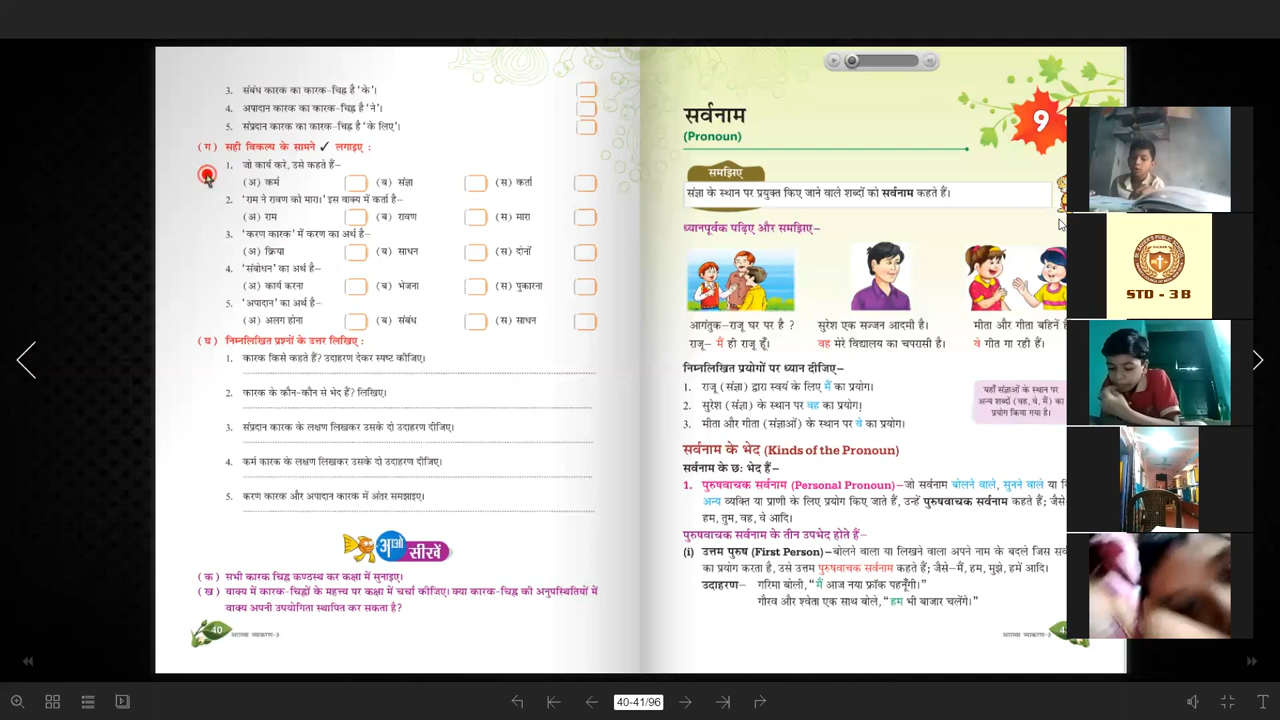 3. संबंध कारक का कारक-चिह्न है 'के'।
4. अपादान कारक का कारक-चिह्न है 'ने'।
5. संप्रदान कारक का कारक-चिह्न है 'के लिए'।
(ग) सही विकल्प के सामने ✓ लगाइए :
1. जो कार्य करे, उसे कहते हैं–
(अ) कर्म (ब) संज्ञा (स) कर्ता
2. 'राम ने रावण को मारा।' इस वाक्य में कर्ता है–
(अ) राम (ब) रावण (स) मारा
3. 'करण कारक' में करण का अर्थ है–
(अ) क्रिया (ब) साधन (स) दोनों
4. 'संबोधन' का अर्थ है–
(अ) कार्य करना (ब) भेजना (स) पुकारना
5. 'अपादान' का अर्थ है–
(अ) अलग होना (ब) संबंध (स) साधन
(घ) निम्नलिखित प्रश्नों के उत्तर लिखिए :
1. कारक किसे कहते हैं? उदाहरण देकर स्पष्ट कीजिए।
2. कारक के कौन-कौन से भेद हैं? लिखिए।
3. संप्रदान कारक के लक्षण लिखकर उसके दो उदाहरण दीजिए।
4. कर्म कारक के लक्षण लिखकर उसके दो उदाहरण दीजिए।
5. करण कारक और अपादान कारक में अंतर समझाइए।
आओ सीखें
(क) सभी कारक चिह्न कण्ठस्थ कर कक्षा में सुनाइए।
(ख) वाक्य में कारक-चिह्नों के महत्त्व पर कक्षा में चर्चा कीजिए। क्या कारक-चिह्न की अनुपस्थितियों में
वाक्य अपनी उपयोगिता स्थापित कर सकता है?
40
व्याकरण-3
सर्वनाम
(Pronoun)
9
समझिए
संज्ञा के स्थान पर प्रयुक्त किए जाने वाले शब्दों को सर्वनाम कहते हैं।
ध्यानपूर्वक पढ़िए और समझिए–
आगंतुक–राजू घर पर है ? सुरेश एक सज्जन आदमी है। मीता और गीता बहिनें
राजू– मैं ही राजू हूँ। वह मेरे विद्यालय का चपरासी है। वे गीत गा रही हैं।
निम्नलिखित प्रयोगों पर ध्यान दीजिए–
1. राजू (संज्ञा) द्वारा स्वयं के लिए मैं का प्रयोग।
2. सुरेश (संज्ञा) के स्थान पर वह का प्रयोग।
3. मीता और गीता (संज्ञाओं) के स्थान पर वे का प्रयोग।
यहाँ संज्ञाओं के स्थान पर
अन्य शब्दों (वह, वे, मैं) का
प्रयोग किया गया है।
सर्वनाम के भेद (Kinds of the Pronoun)
सर्वनाम के छः भेद हैं–
1. पुरुषवाचक सर्वनाम (Personal Pronoun)–जो सर्वनाम बोलने वाले, सुनने वाले या
अन्य व्यक्ति या प्राणी के लिए प्रयोग किए जाते हैं, उन्हें पुरुषवाचक सर्वनाम कहते हैं; जैसे–
हम, तुम, वह, वे आदि।
पुरुषवाचक सर्वनाम के तीन उपभेद होते हैं–
(i) उत्तम पुरुष (First Person)–बोलने वाला या लिखने वाला अपने नाम के बदले जिस
का प्रयोग करता है, उसे उत्तम पुरुषवाचक सर्वनाम कहते हैं; जैसे–मैं, हम, मुझे, हमें आदि।
उदाहरण– गरिमा बोली, "मैं आज नया फ्रॉक पहनूँगी।"
गौरव और श्वेता एक साथ बोले, "हम भी बाजार चलेंगे।"
व्याकरण-3
STD - 3 B
40-41/96